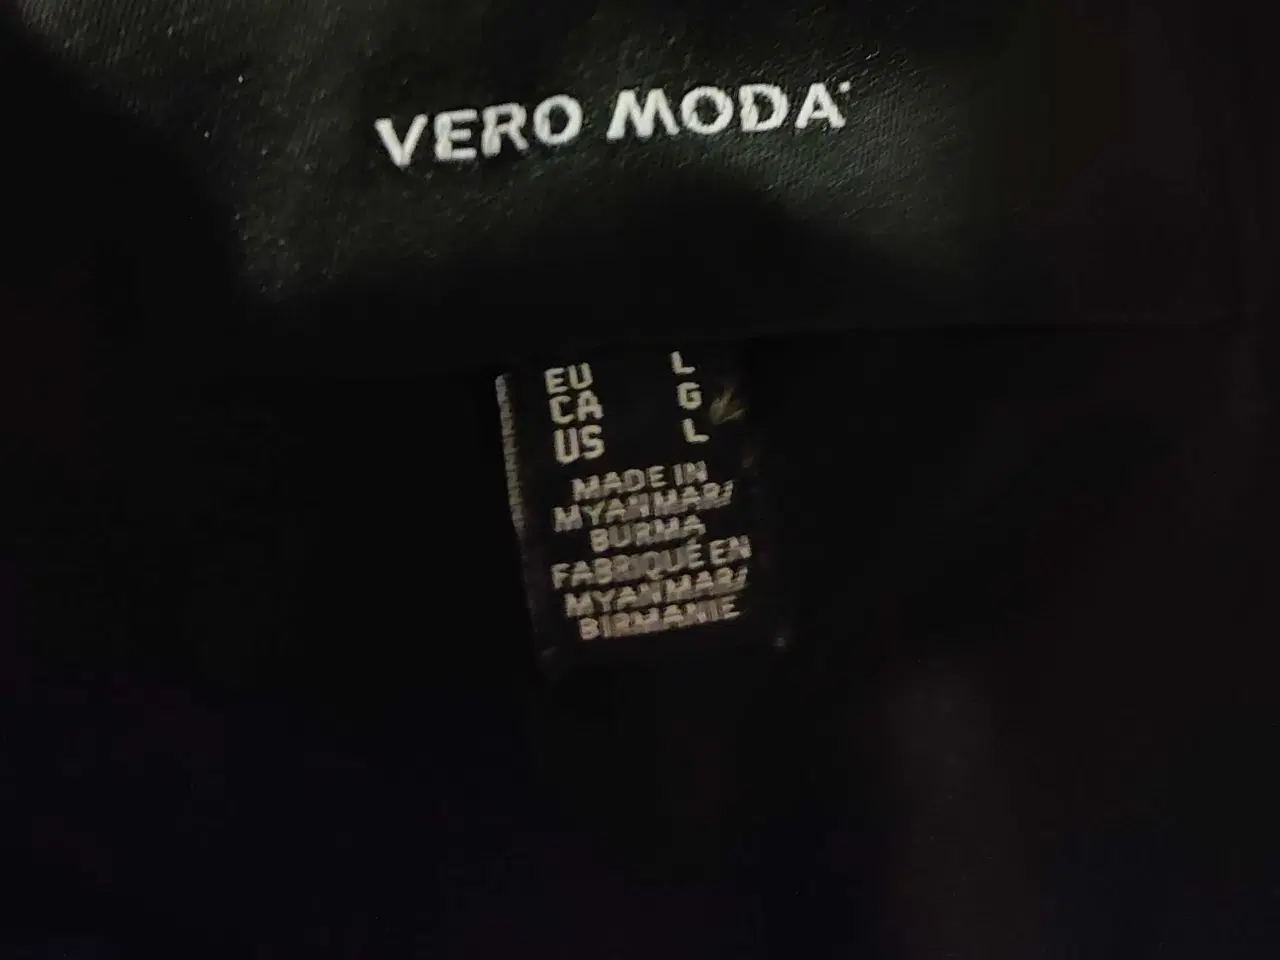 VERO MODA
EU L
CA G
US L
MADE IN
MYANMAR/
BURMA
FABRIQUÉ EN
MYANMAR/
BIRMANIE